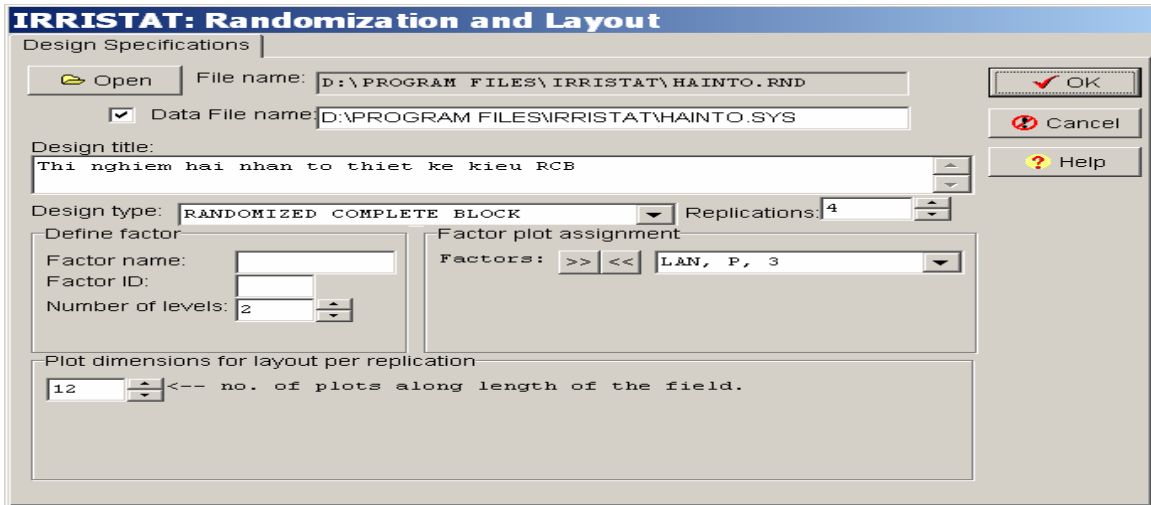 IRRISTAT: Randomization and Layout
Design Specifications
Open File name: D:\PROGRAM FILES\IRRISTAT\HAINTO.RND
OK
Data File name: D:\PROGRAM FILES\IRRISTAT\HAINTO.SYS
Cancel
Design title:
Thi nghiem hai nhan to thiet ke kieu RCB
? Help
Design type: RANDOMIZED COMPLETE BLOCK Replications: 4
Define factor
Factor name:
Factor ID:
Number of levels: 2
Factor plot assignment
Factors: >> << LAN, P, 3
Plot dimensions for layout per replication
12 <-- no. of plots along length of the field.